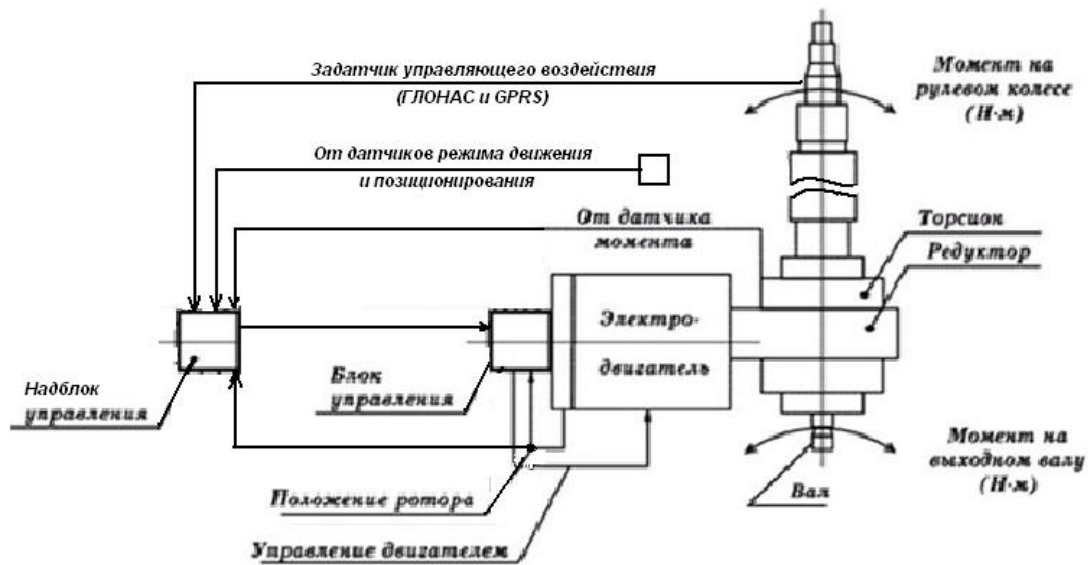 Задатчик управляющего воздействия
(ГЛОНАС и GPRS)
Момент на
рулевом колесе
(Н·м)
От датчиков режима движения
и позиционирования
От датчика
момента
Торсион
Редуктор
Электро-
двигатель
Надблок
управления
Блок
управления
Момент на
выходном валу
(Н·м)
Вал
Положение ротора
Управление двигателем